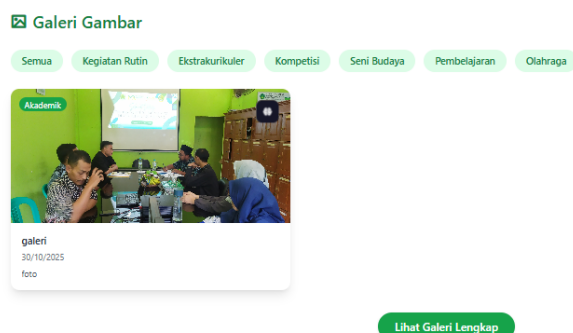 Galeri Gambar
Semua Kegiatan Rutin Ekstrakurikuler Kompetisi Seni Budaya Pembelajaran Olahraga
Akademik
galeri
30/10/2025
foto
Lihat Galeri Lengkap